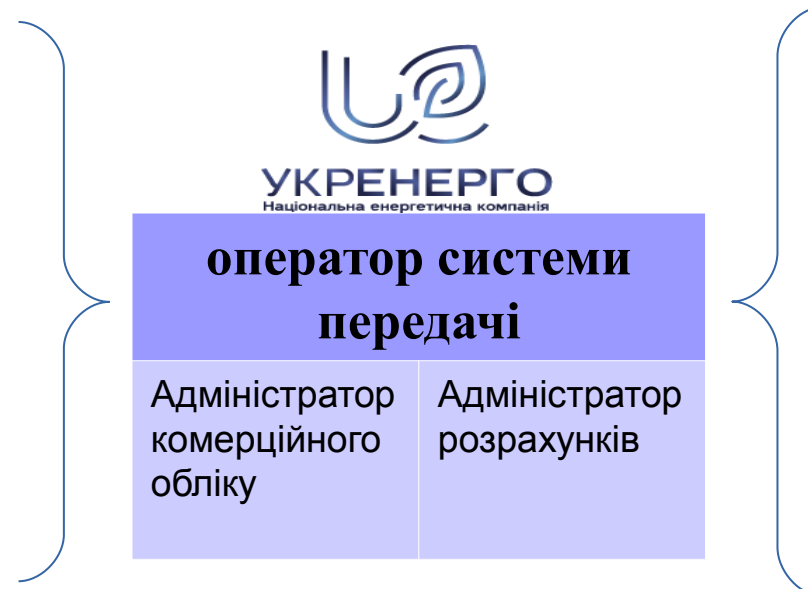 УКРЕНЕРГО
Національна енергетична компанія
оператор системи
передачі
Адміністратор
комерційного
обліку
Адміністратор
розрахунків